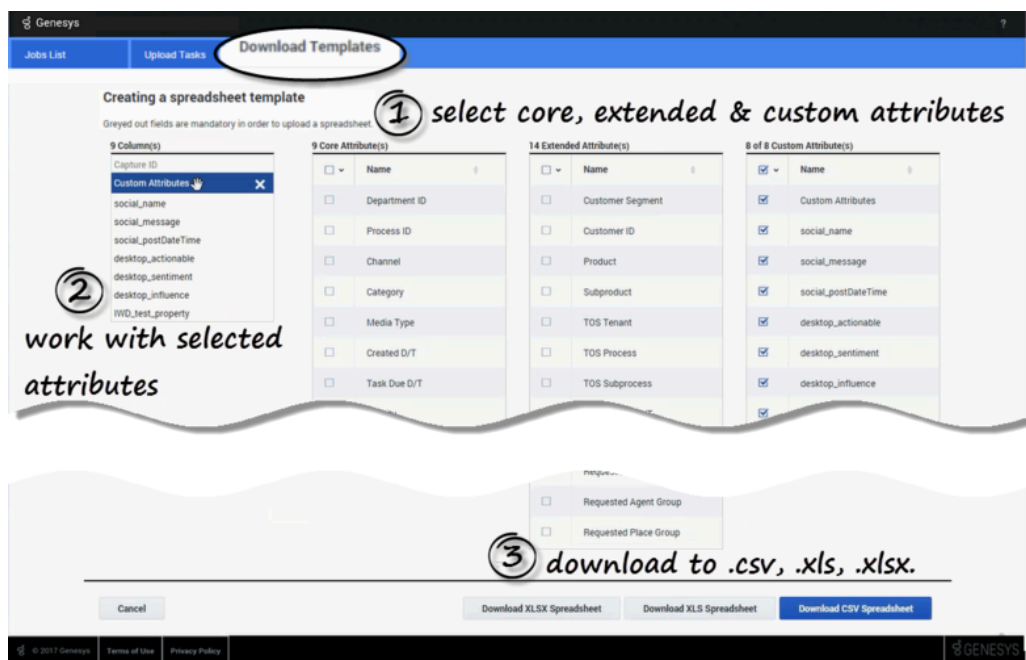 Genesys
?
Jobs List
Upload Tasks
Download Templates
Creating a spreadsheet template
Greyed out fields are mandatory in order to upload a spreadsheet.
1 select core, extended & custom attributes
9 Column(s)
Capture ID
Custom Attributes
social_name
social_message
social_postDateTime
desktop_actionable
desktop_sentiment
desktop_influence
IWD_test_property
2
work with selected
attributes
9 Core Attribute(s)
Name
Department ID
Process ID
Channel
Category
Media Type
Created D/T
Task Due D/T
14 Extended Attribute(s)
Name
Customer Segment
Customer ID
Product
Subproduct
TOS Tenant
TOS Process
TOS Subprocess
8 of 8 Custom Attribute(s)
Name
Custom Attributes
social_name
social_message
social_postDateTime
desktop_actionable
desktop_sentiment
desktop_influence
Requested Agent Group
Requested Place Group
3 download to .csv, .xls, .xlsx.
Cancel
Download XLSX Spreadsheet
Download XLS Spreadsheet
Download CSV Spreadsheet
© 2017 Genesys
Terms of Use
Privacy Policy
GENESYS